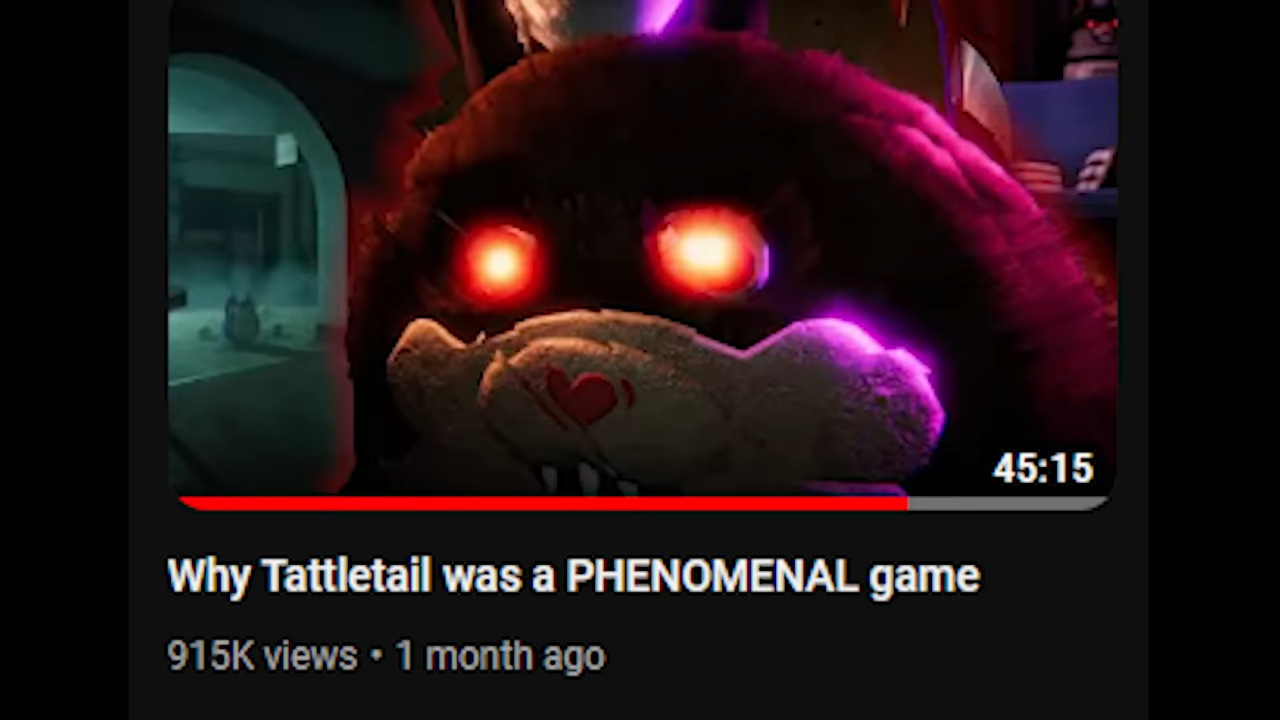 45:15
Why Tattletail was a PHENOMENAL game
915K views • 1 month ago